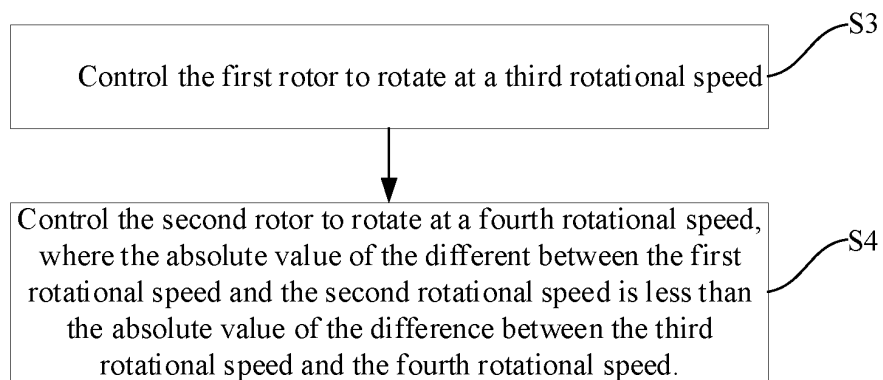 S3
Control the first rotor to rotate at a third rotational speed
Control the second rotor to rotate at a fourth rotational speed,
where the absolute value of the different between the first
rotational speed and the second rotational speed is less than
the absolute value of the difference between the third
rotational speed and the fourth rotational speed.
S4